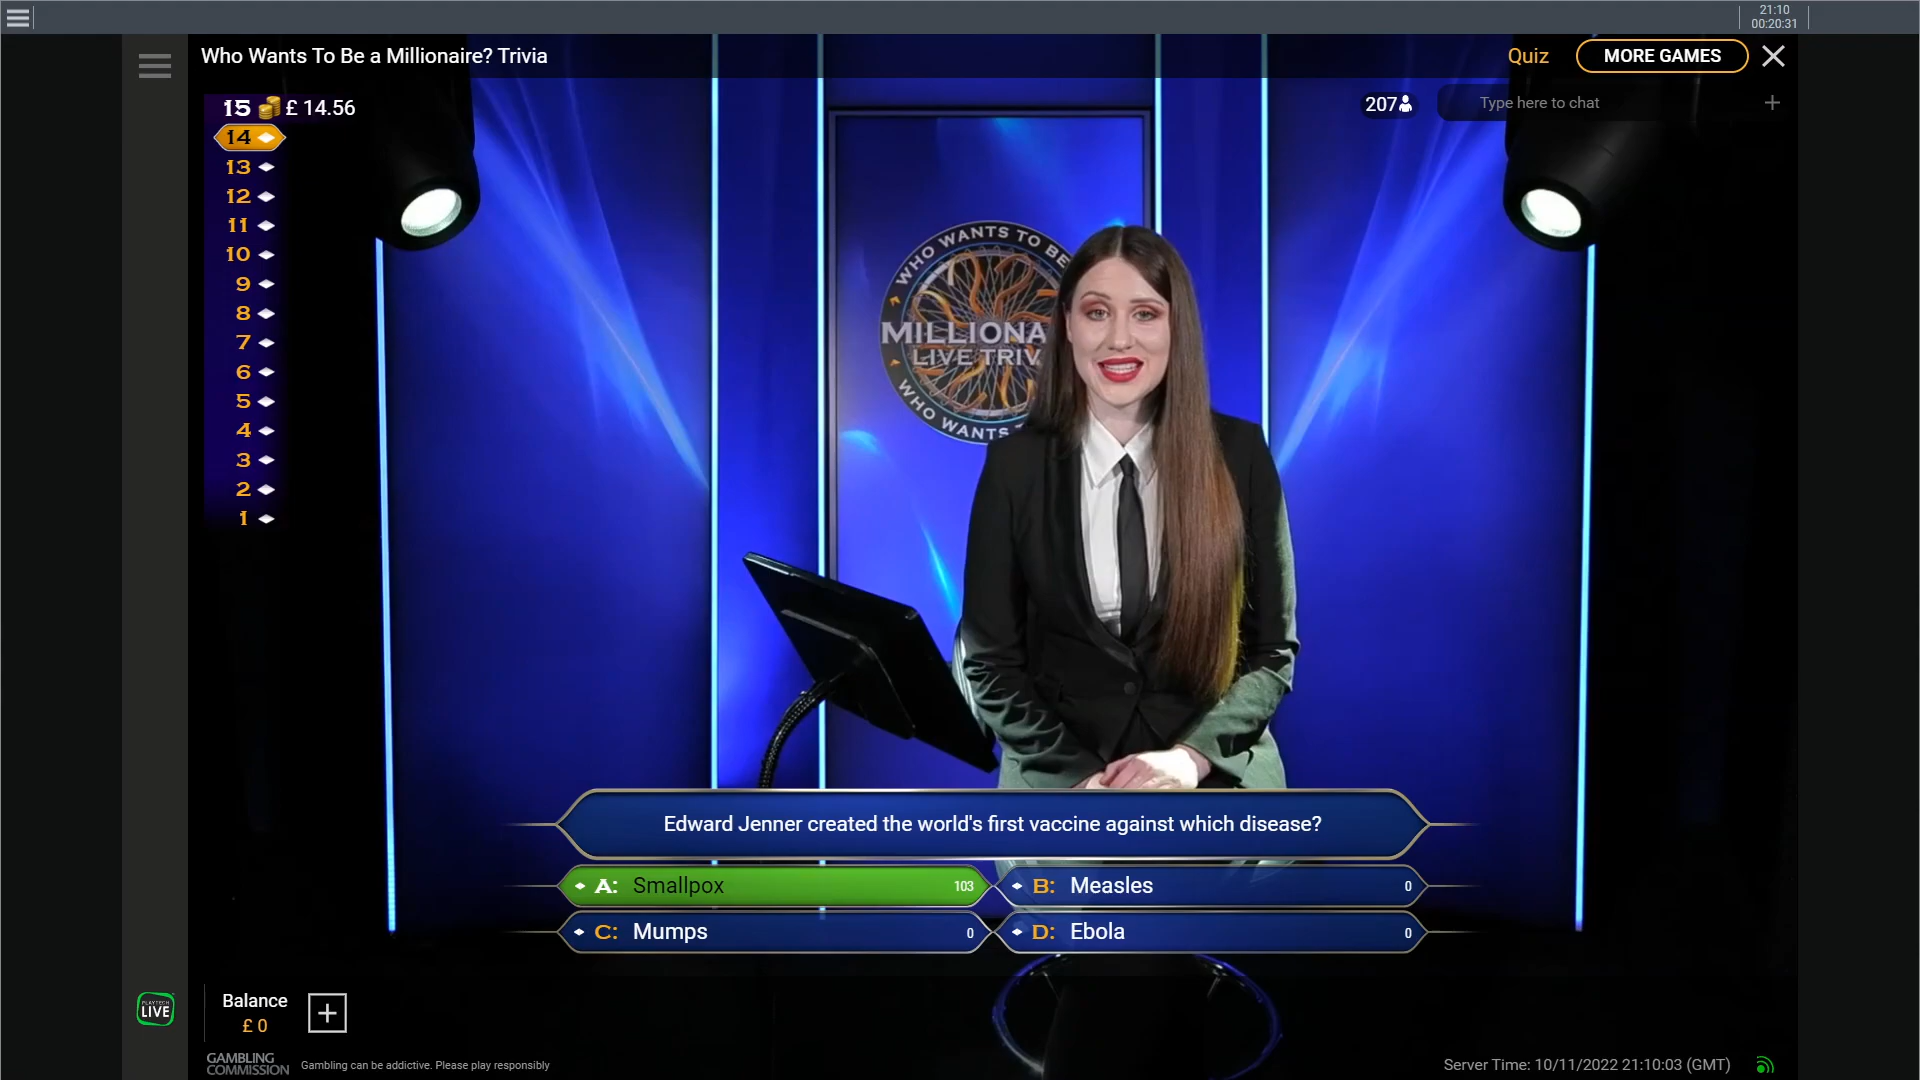 21:10
00:20:31
Who Wants To Be a Millionaire? Trivia
Quiz
MORE GAMES
15 £ 14.56
14
13
12
11
10
9
8
7
6
5
4
3
2
1
207
Type here to chat
WHO WANTS TO BE
MILLIONA
LIVE TRIV
WHO WANTS
Edward Jenner created the world's first vaccine against which disease?
A: Smallpox 103
B: Measles 0
C: Mumps 0
D: Ebola 0
PLAYTECH
LIVE
Balance
£ 0
GAMBLING
COMMISSION
Gambling can be addictive. Please play responsibly
Server Time: 10/11/2022 21:10:03 (GMT)